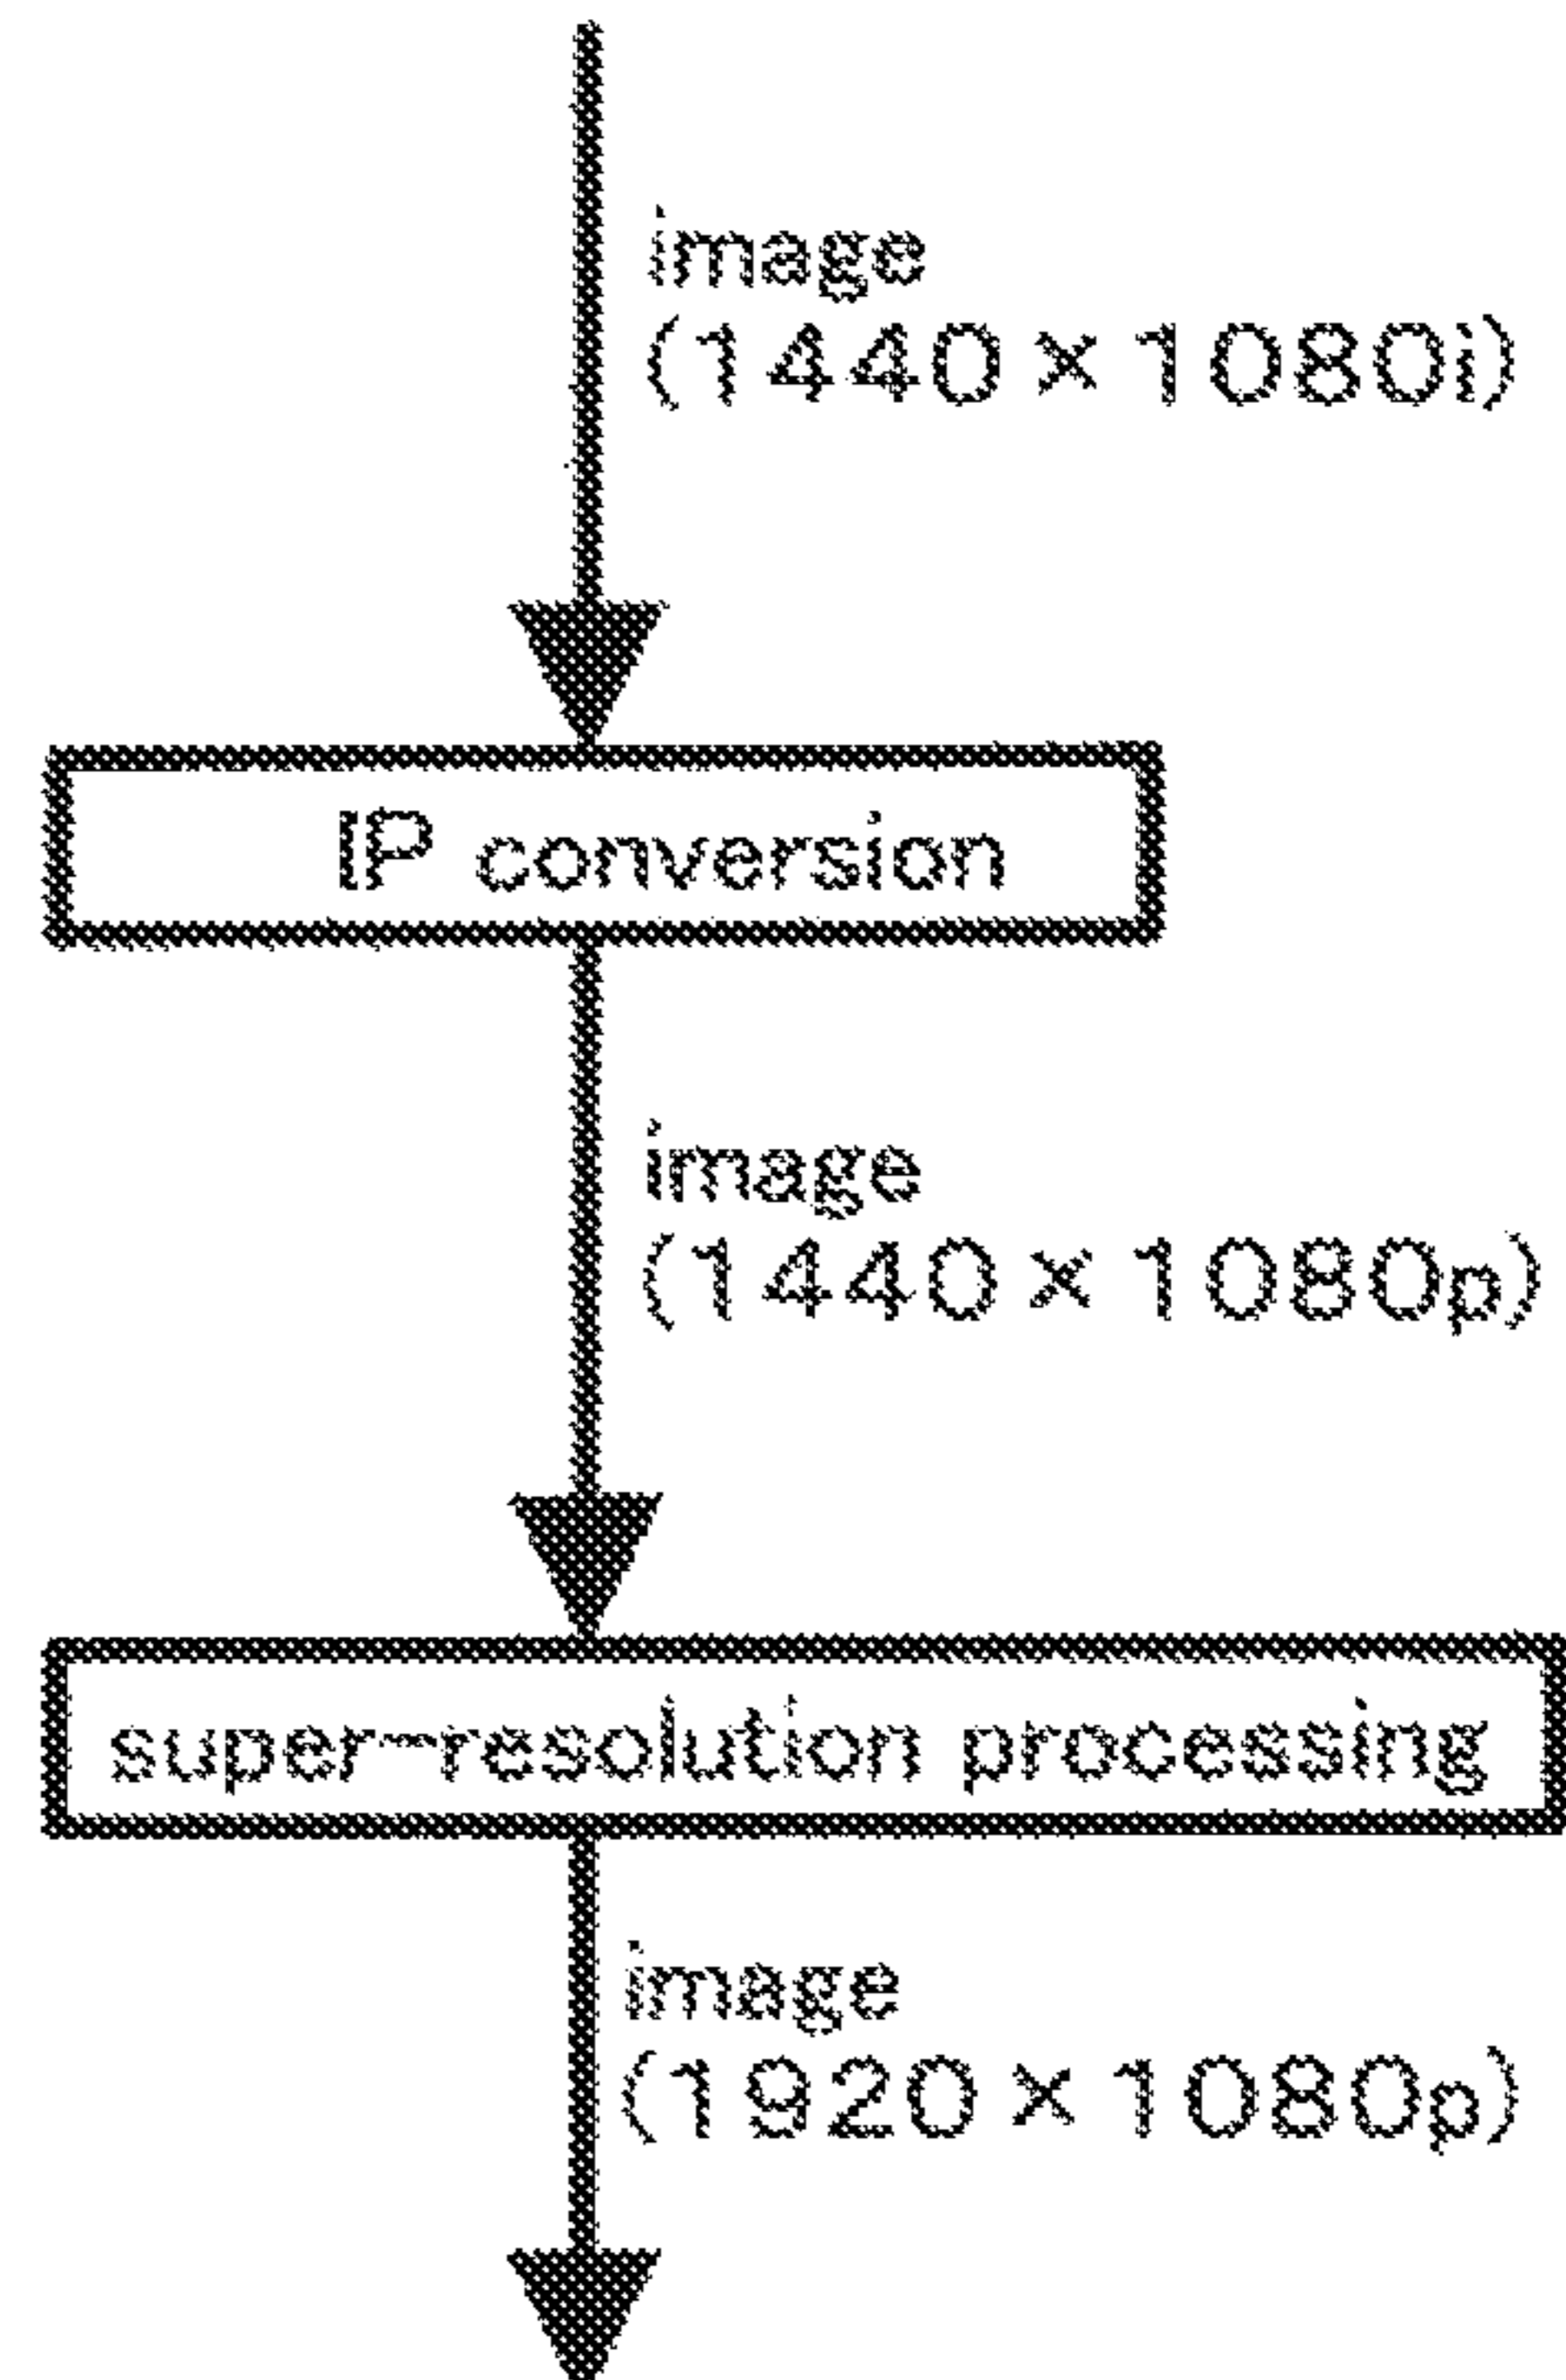 image
(1440×1080i)
IP conversion
image
(1440×1080p)
super-resolution processing
image
(1920×1080p)